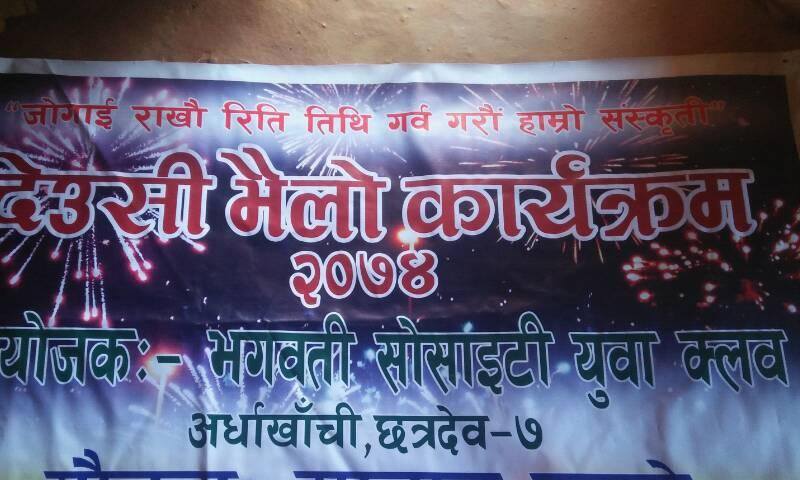 "जोगाई राखौ रिति तिथि गर्व गरौं हाम्रो संस्कृती"
देउसी भैलो कार्यक्रम
२०७४
योजकः- भगवती सोसाइटी युवा क्लव
अर्धाखाँची,छत्रदेव-७